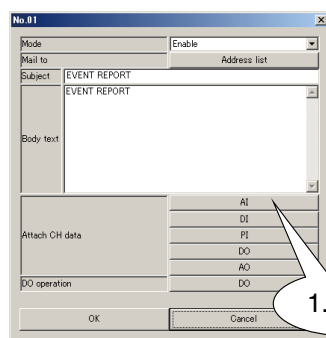 No.01
Mode Enable
Mail to Address list
Subject EVENT REPORT
Body text EVENT REPORT
Attach CH data AI
DI
PI
DO
AO
DO operation DO
OK Cancel
1.